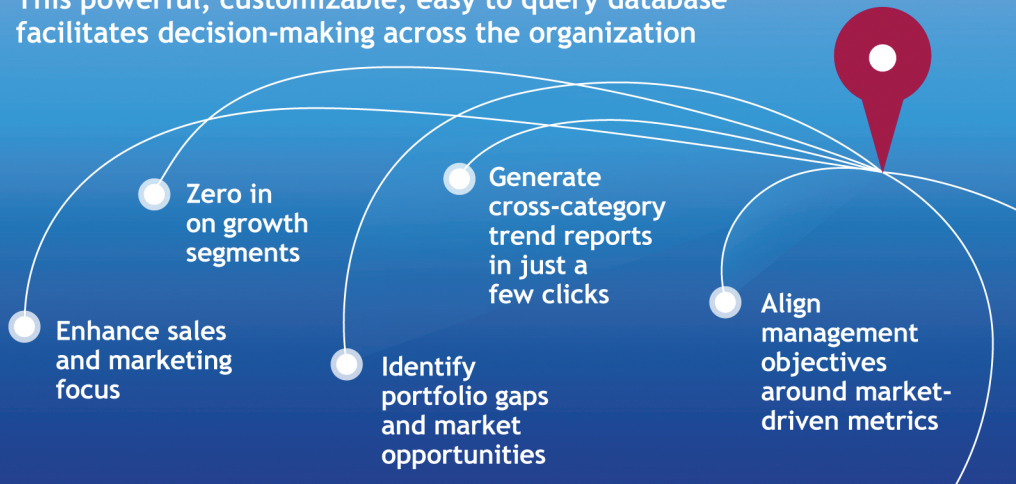 This powerful, customizable, easy to query database
facilitates decision-making across the organization
Zero in
on growth
segments
Generate
cross-category
trend reports
in just a
few clicks
Enhance sales
and marketing
focus
Identify
portfolio gaps
and market
opportunities
Align
management
objectives
around market-
driven metrics